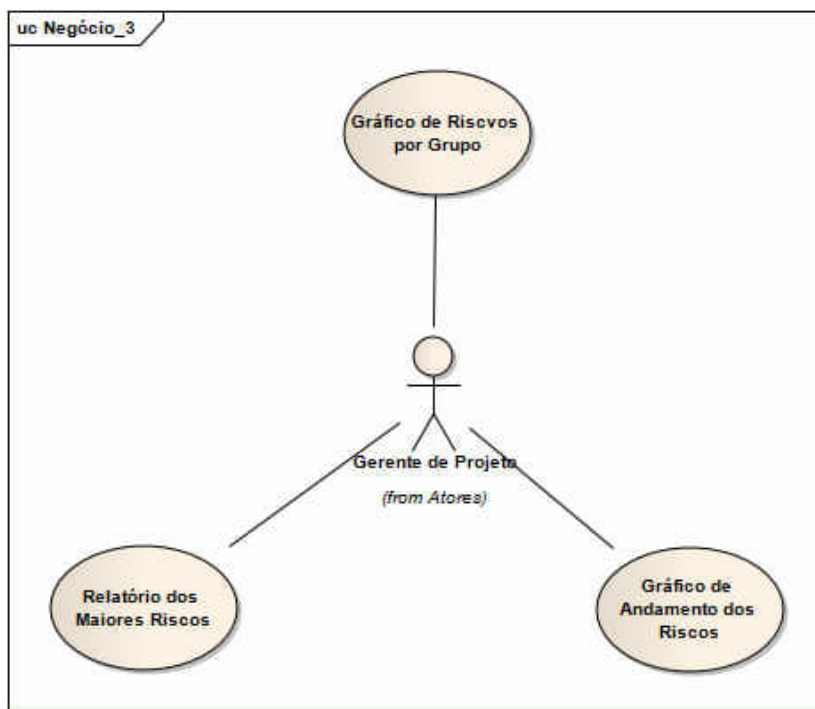 uc Negócio_3
Gráfico de Riscvos
por Grupo
Gerente de Projeto
(from Atores)
Relatório dos
Maiores Riscos
Gráfico de
Andamento dos
Riscos